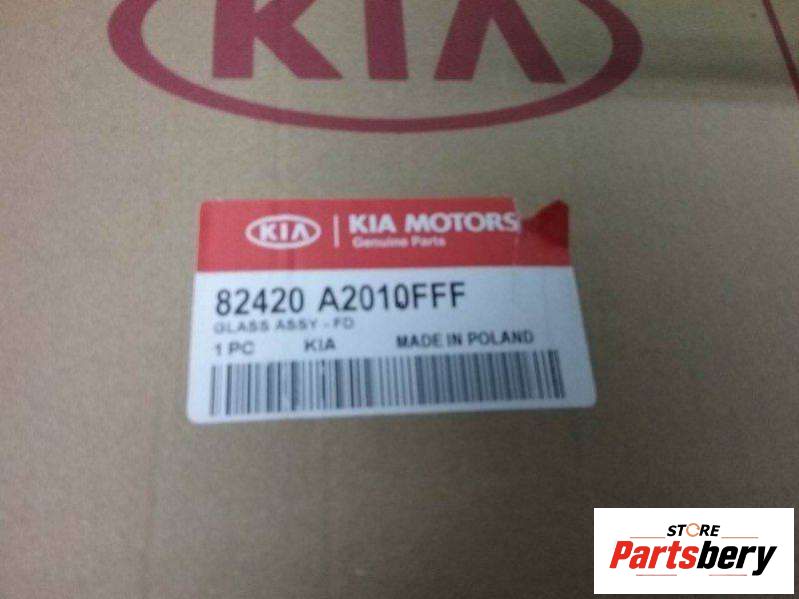 KIA
KIA | KIA MOTORS
Genuine Parts
82420 A2010FFF
GLASS ASSY - FD
1 PC KIA MADE IN POLAND
STORE
Partsbery